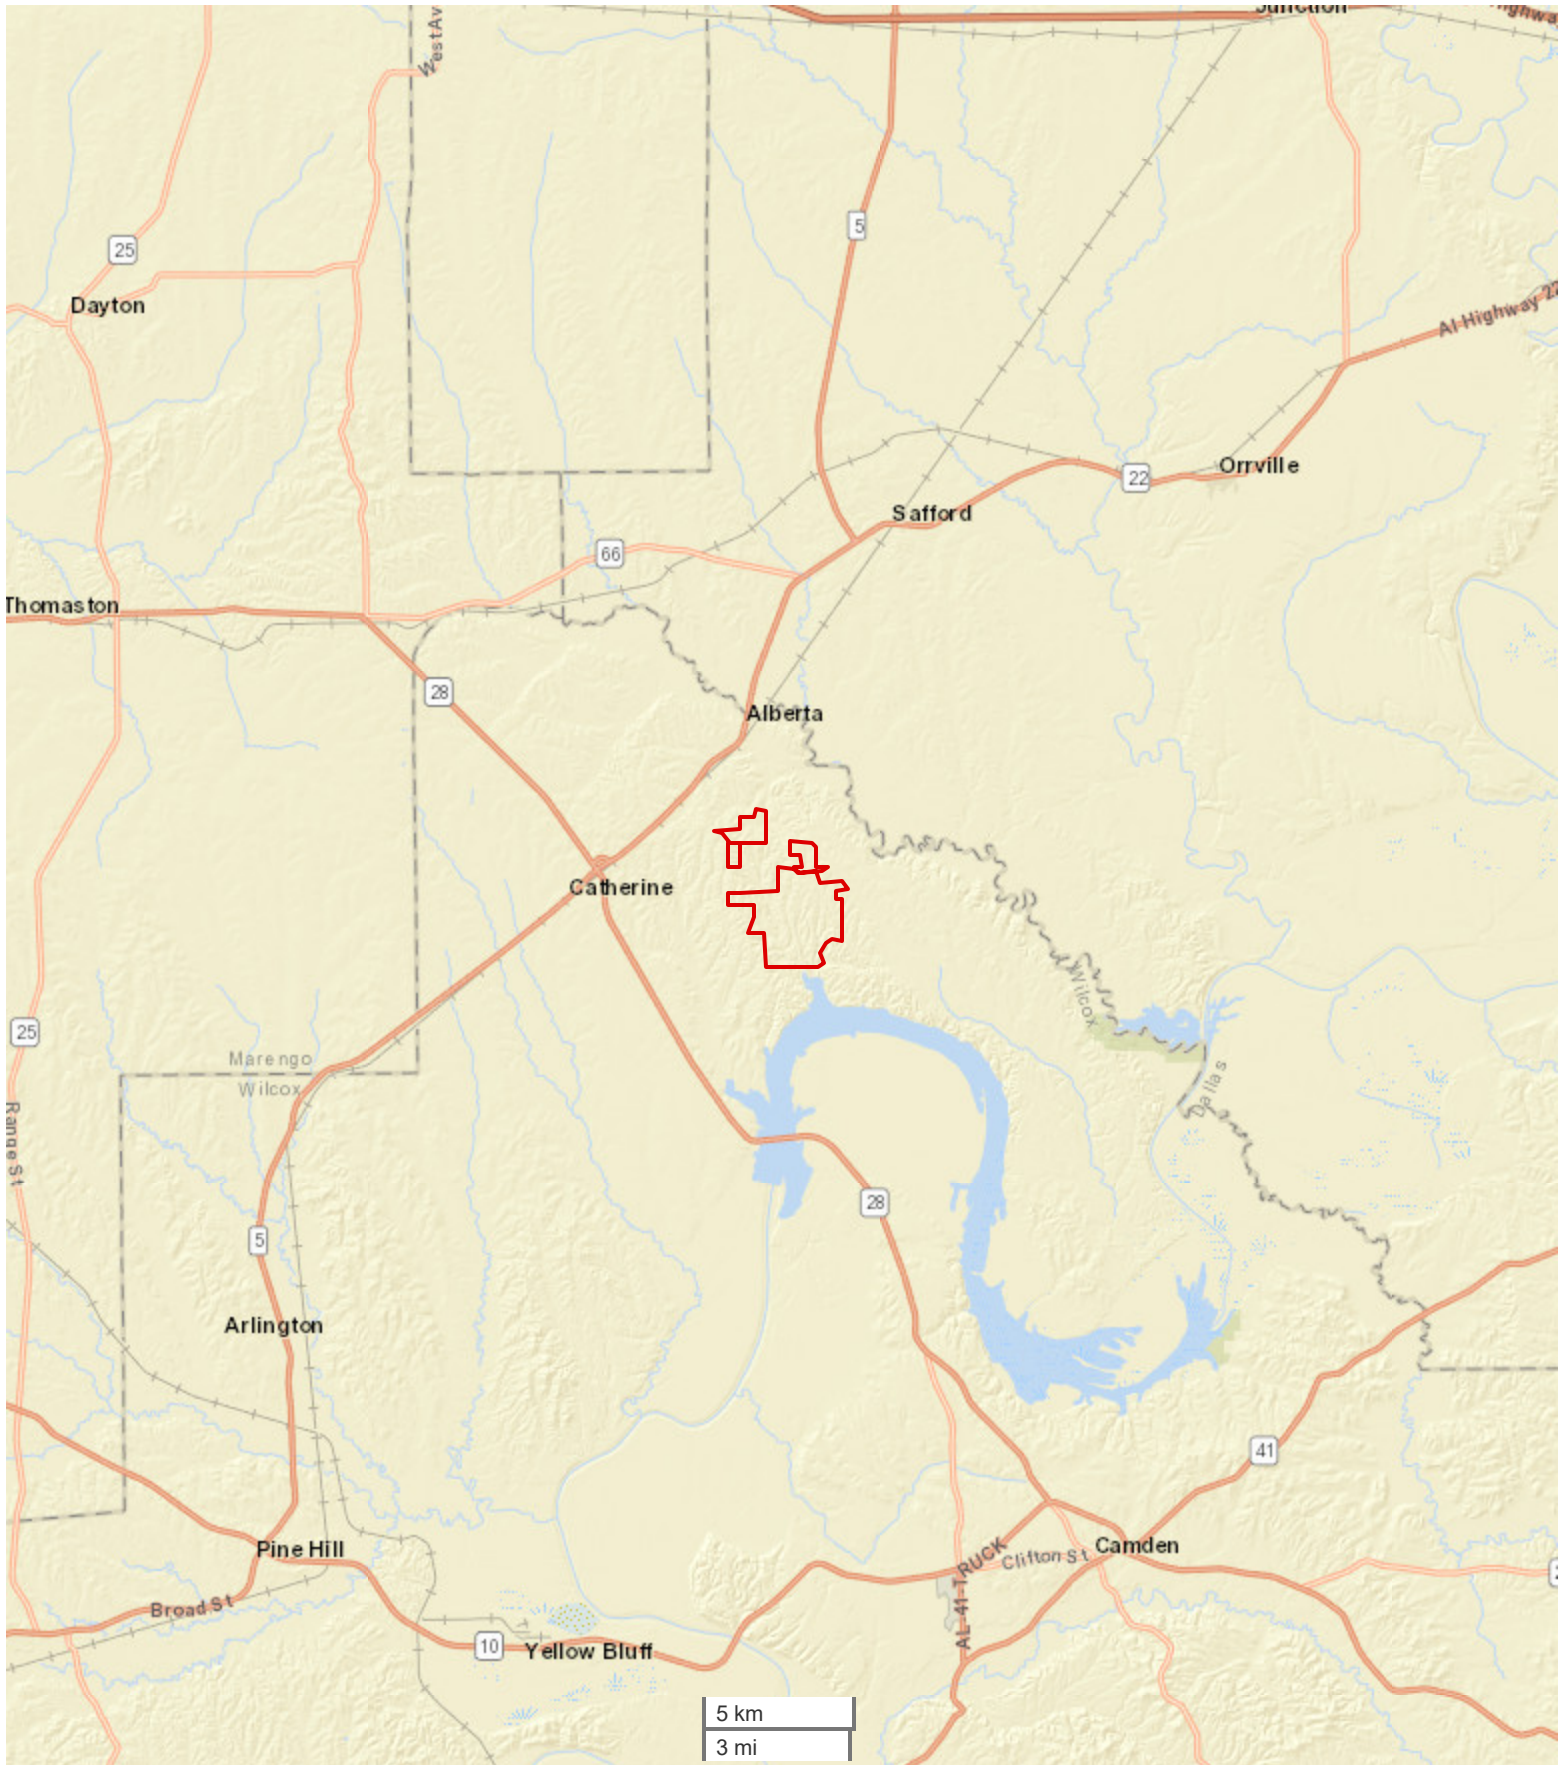 Junction
WestAv
25
5
Dayton
Al Highway 22
22
Orrville
Safford
66
Thomaston
28
Alberta
Catherine
Wilcox
25
Marengo
Wilcox
Dallas
Range St
28
5
Arlington
41
Pine Hill
Camden
Clifton St
AL 41 TRUCK
Broad St
10
Yellow Bluff
5 km
3 mi